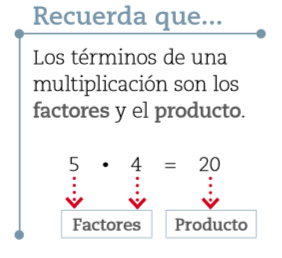 Recuerda que...
Los términos de una
multiplicación son los
factores y el producto.
5 • 4 = 20
Factores Producto